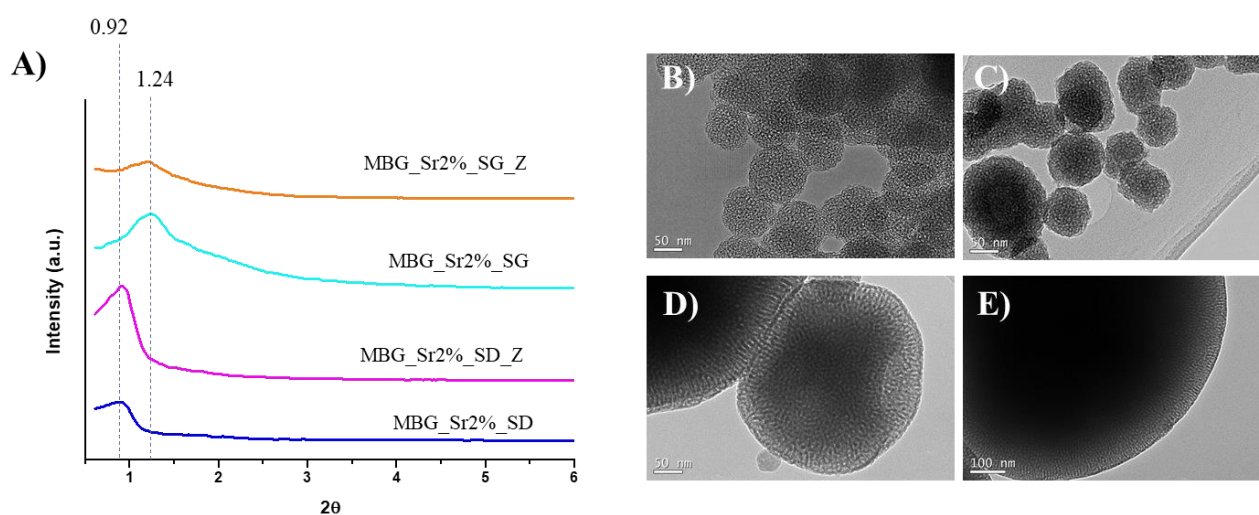 0.92
1.24
A)
MBG_Sr2%_SG_Z
MBG_Sr2%_SG
MBG_Sr2%_SD_Z
MBG_Sr2%_SD
Intensity (a.u.)
1 2 3 4 5 6
2θ
B)
50 nm
C)
50 nm
D)
50 nm
E)
100 nm